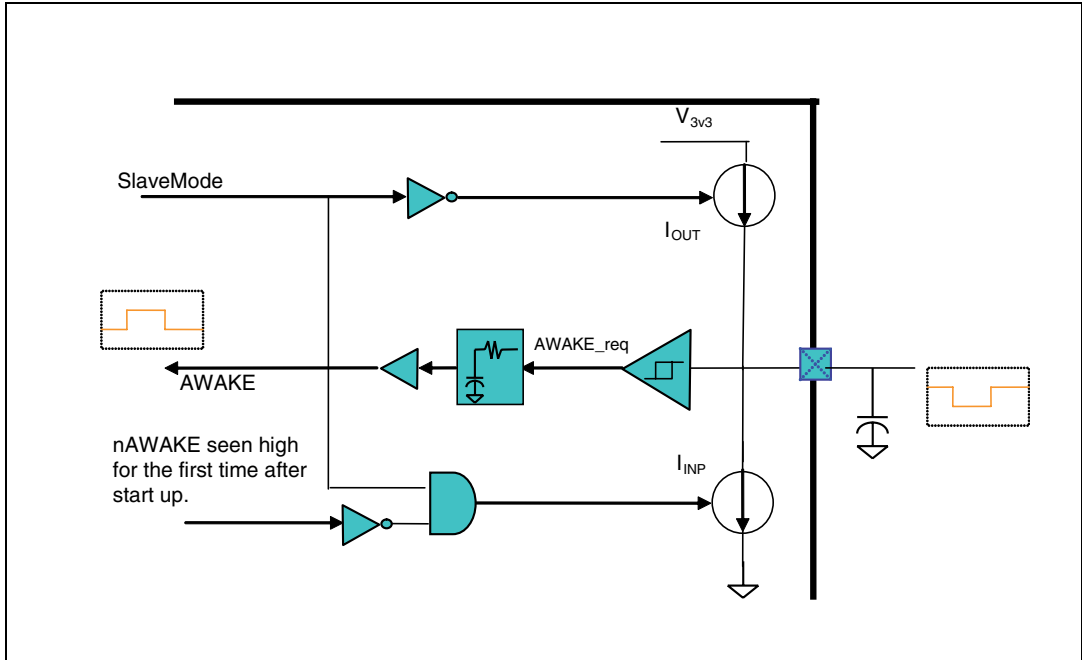 V3v3
SlaveMode
IOUT
AWAKE_req
AWAKE
nAWAKE seen high
for the first time after
start up.
IINP